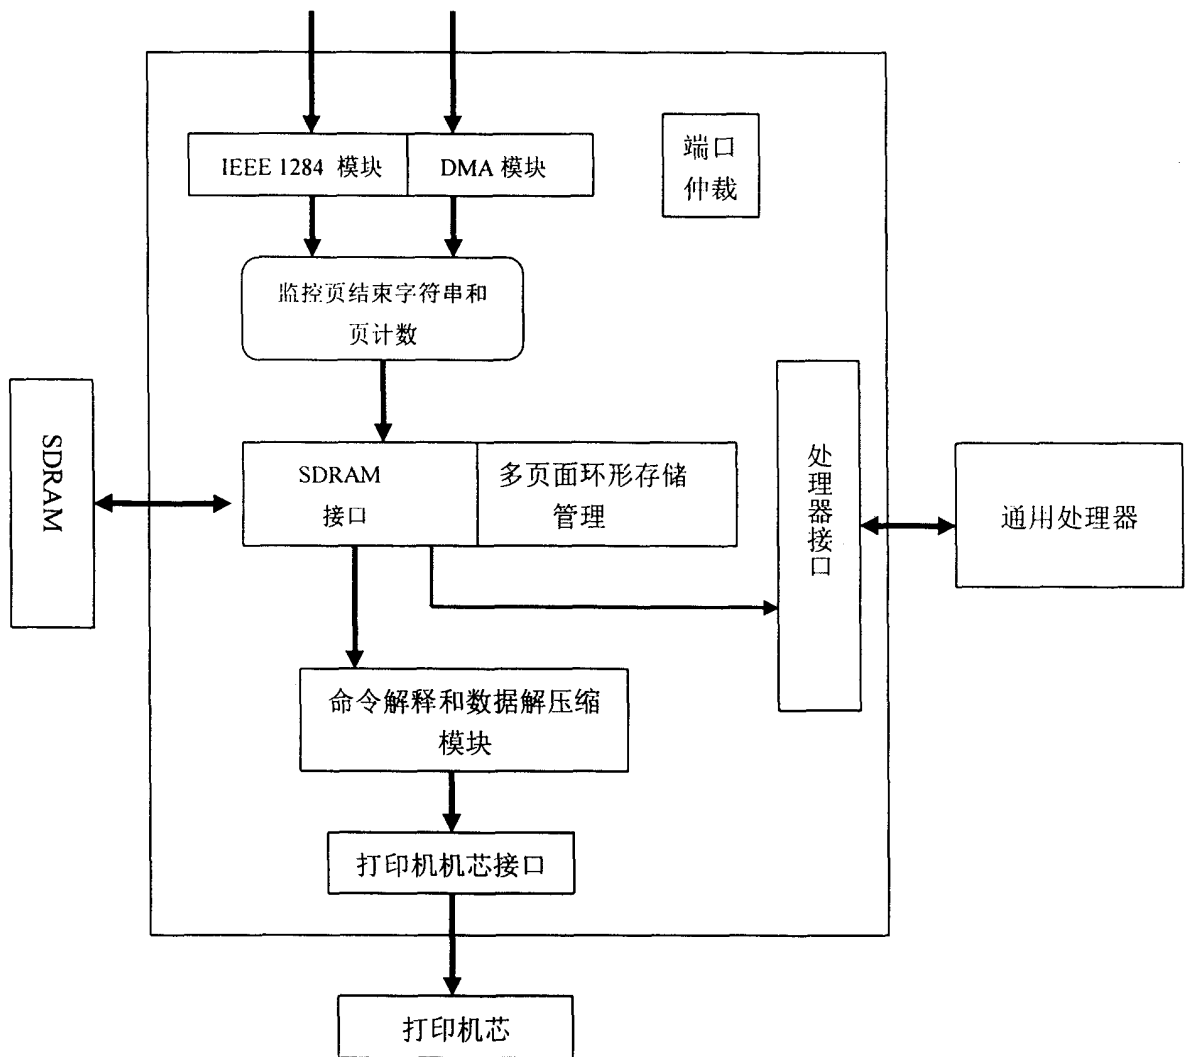 IEEE 1284 模块
DMA 模块
端口
仲裁
监控页结束字符串和
页计数
SDRAM
SDRAM
接口
多页面环形存储
管理
处理器接口
通用处理器
命令解释和数据解压缩
模块
打印机机芯接口
打印机芯